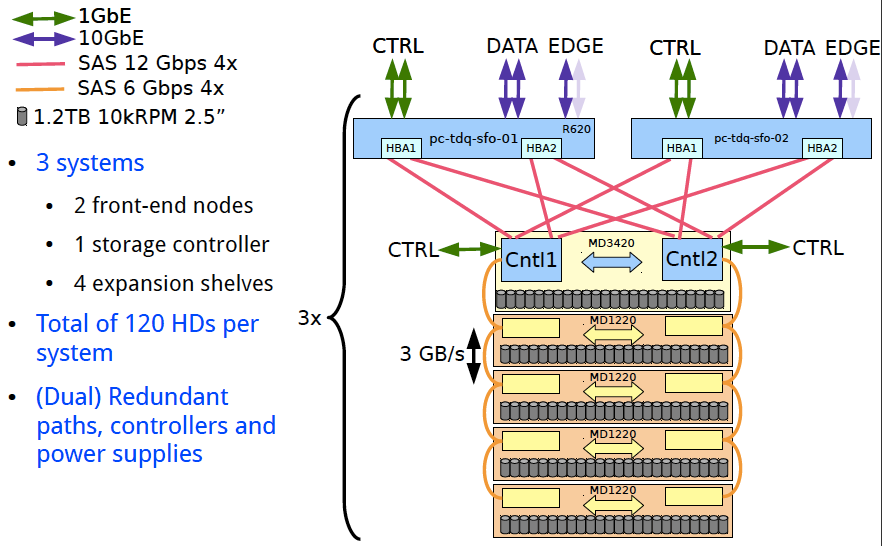 1GbE
10GbE
SAS 12 Gbps 4x
SAS 6 Gbps 4x
1.2TB 10kRPM 2.5”
• 3 systems
• 2 front-end nodes
• 1 storage controller
• 4 expansion shelves
• Total of 120 HDs per
system
• (Dual) Redundant
paths, controllers and
power supplies
3x
CTRL
DATA
EDGE
CTRL
DATA
EDGE
pc-tdq-sfo-01
R620
HBA1
HBA2
pc-tdq-sfo-02
HBA1
HBA2
CTRL
Cntl1
MD3420
Cntl2
CTRL
3 GB/s
MD1220
MD1220
MD1220
MD1220